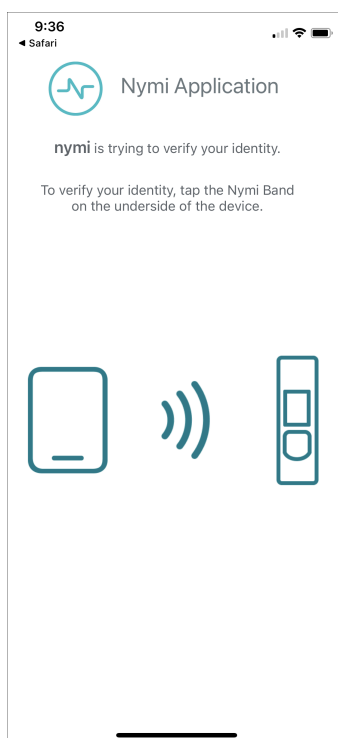 9:36
◀ Safari
Nymi Application
nymi is trying to verify your identity.
To verify your identity, tap the Nymi Band
on the underside of the device.